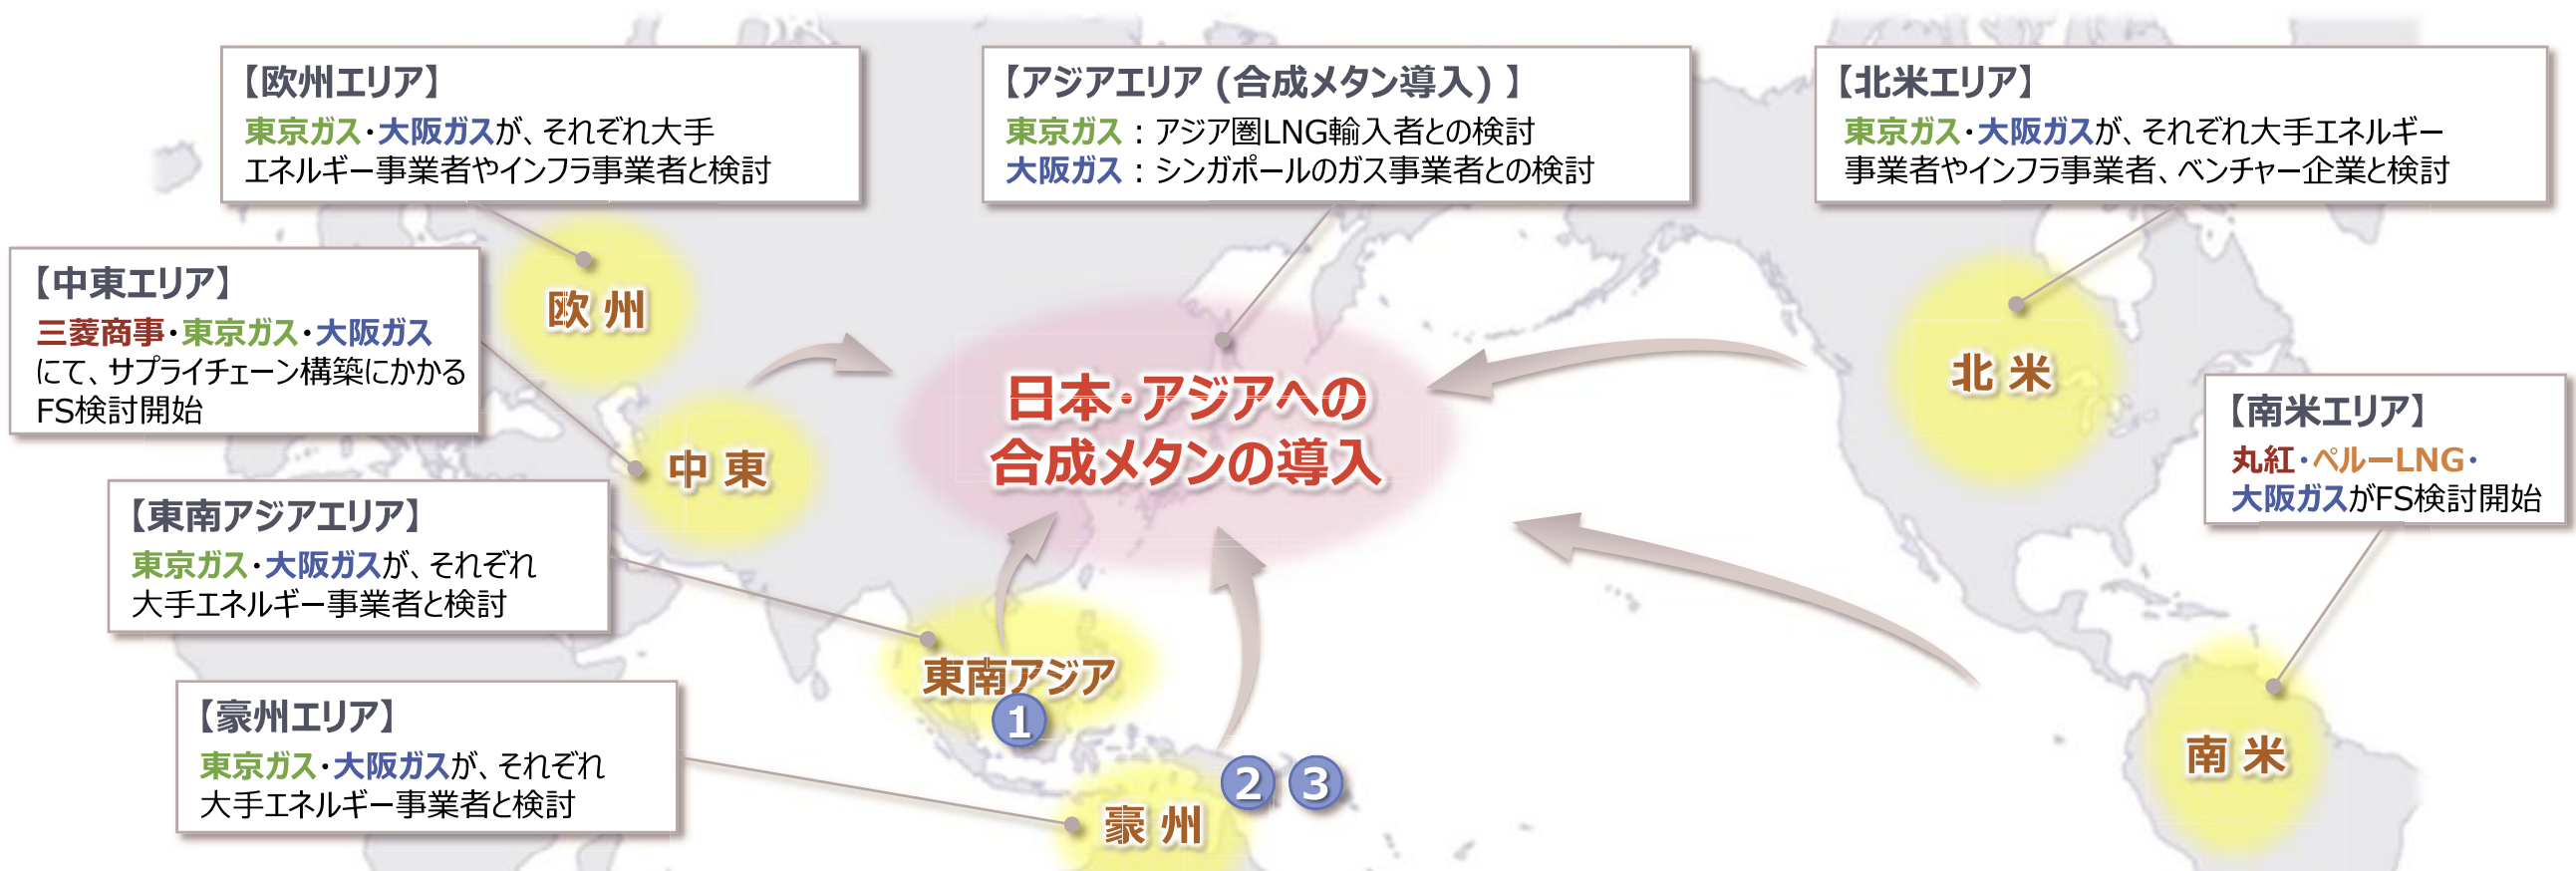 【欧州エリア】
東京ガス・大阪ガスが、それぞれ大手
エネルギー事業者やインフラ事業者と検討
【アジアエリア (合成メタン導入) 】
東京ガス：アジア圏LNG輸入者との検討
大阪ガス：シンガポールのガス事業者との検討
【北米エリア】
東京ガス・大阪ガスが、それぞれ大手エネルギー
事業者やインフラ事業者、ベンチャー企業と検討
【中東エリア】
三菱商事・東京ガス・大阪ガス
にて、サプライチェーン構築にかかる
FS検討開始
欧州
日本・アジアへの
合成メタンの導入
北米
【南米エリア】
丸紅・ペルーLNG・
大阪ガスがFS検討開始
中東
【東南アジアエリア】
東京ガス・大阪ガスが、それぞれ
大手エネルギー事業者と検討
東南アジア
1
【豪州エリア】
東京ガス・大阪ガスが、それぞれ
大手エネルギー事業者と検討
2 3
豪州
南米